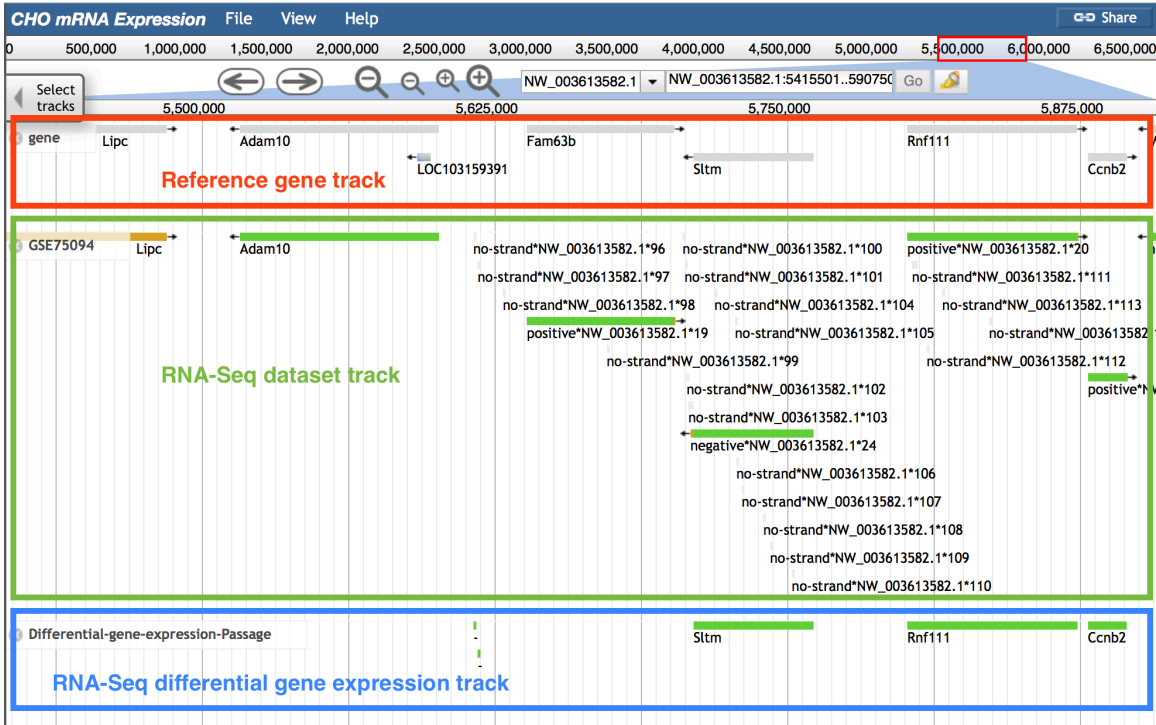 CHO mRNA Expression File View Help Share
0 500,000 1,000,000 1,500,000 2,000,000 2,500,000 3,000,000 3,500,000 4,000,000 4,500,000 5,000,000 5,500,000 6,000,000 6,500,000
Select
tracks
NW_003613582.1 NW_003613582.1:5415501..590750 Go
5,500,000 5,625,000 5,750,000 5,875,000
gene
Lipc Adam10 Fam63b Rnf111
LOC103159391 Sltm Ccnb2
Reference gene track
GSE75094
Lipc Adam10 no-strand*NW_003613582.1*96 no-strand*NW_003613582.1*100 positive*NW_003613582.1*20
no-strand*NW_003613582.1*97 no-strand*NW_003613582.1*101 no-strand*NW_003613582.1*111
no-strand*NW_003613582.1*98 no-strand*NW_003613582.1*104 no-strand*NW_003613582.1*113
positive*NW_003613582.1*19 no-strand*NW_003613582.1*105 no-strand*NW_003613582
no-strand*NW_003613582.1*99 no-strand*NW_003613582.1*112
RNA-Seq dataset track
no-strand*NW_003613582.1*102 positive*N
no-strand*NW_003613582.1*103
negative*NW_003613582.1*24
no-strand*NW_003613582.1*106
no-strand*NW_003613582.1*107
no-strand*NW_003613582.1*108
no-strand*NW_003613582.1*109
no-strand*NW_003613582.1*110
Differential-gene-expression-Passage
- Sltm Rnf111 Ccnb2
-
RNA-Seq differential gene expression track